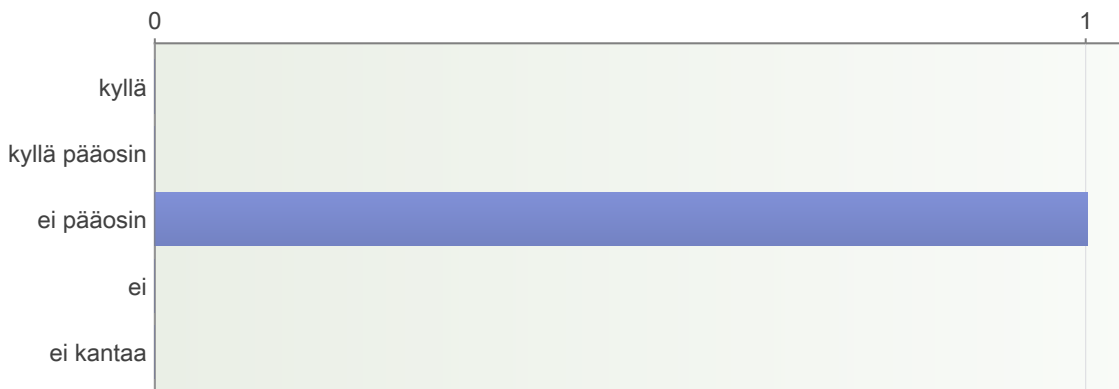 0 1
kyllä
kyllä pääosin
ei pääosin
ei
ei kantaa